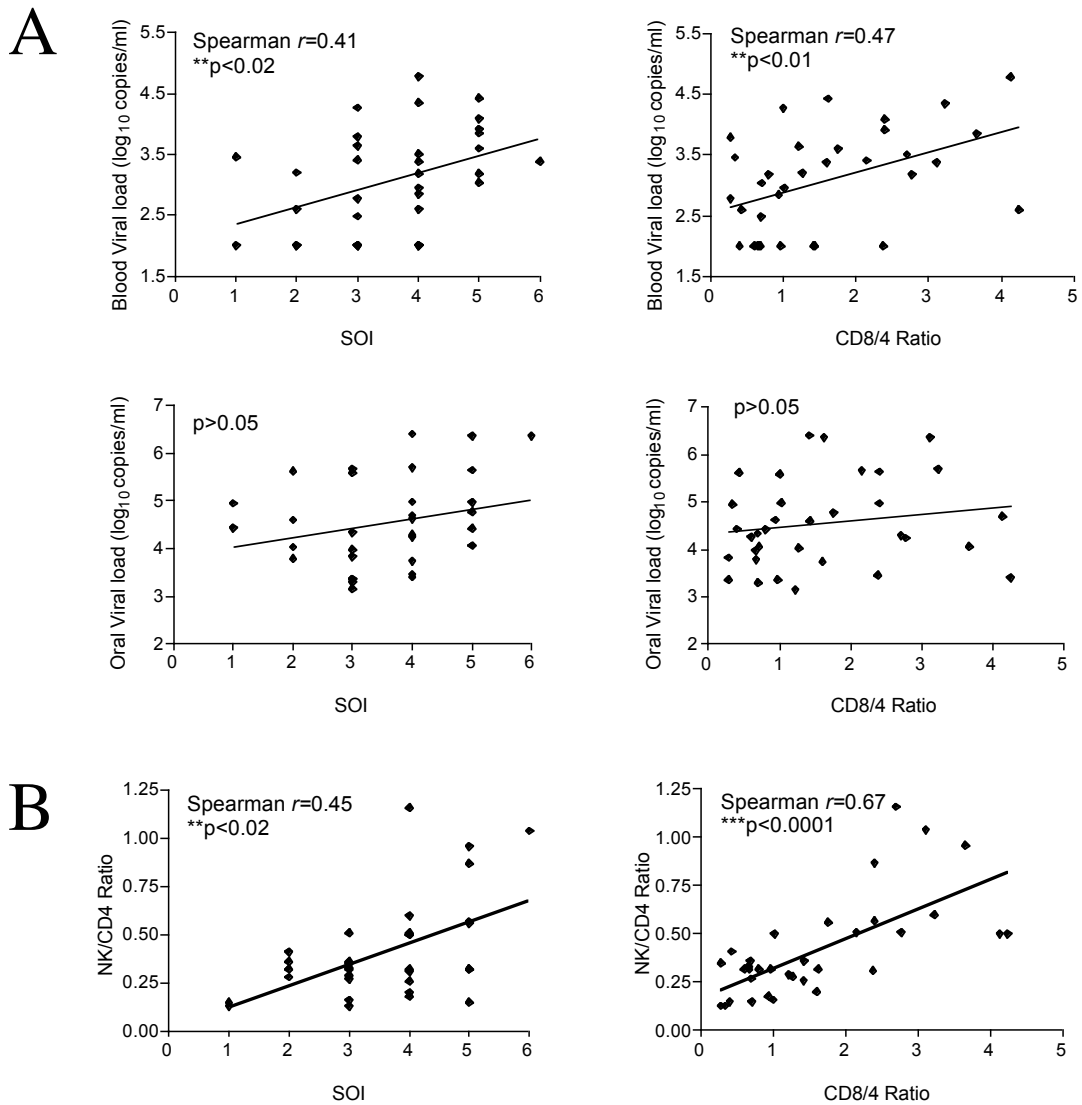 A
Spearman r=0.41
**p<0.02
Blood Viral load (log10 copies/ml)
5.5
4.5
3.5
2.5
1.5
0 1 2 3 4 5 6
SOI
Spearman r=0.47
**p<0.01
Blood Viral load (log10 copies/ml)
5.5
4.5
3.5
2.5
1.5
0 1 2 3 4 5
CD8/4 Ratio
p>0.05
Oral Viral load (log10 copies/ml)
7
6
5
4
3
2
0 1 2 3 4 5 6
SOI
p>0.05
Oral Viral load (log10 copies/ml)
7
6
5
4
3
2
0 1 2 3 4 5
CD8/4 Ratio
B
Spearman r=0.45
**p<0.02
NK/CD4 Ratio
1.25
1.00
0.75
0.50
0.25
0.00
0 1 2 3 4 5 6
SOI
Spearman r=0.67
***p<0.0001
NK/CD4 Ratio
1.25
1.00
0.75
0.50
0.25
0.00
0 1 2 3 4 5
CD8/4 Ratio